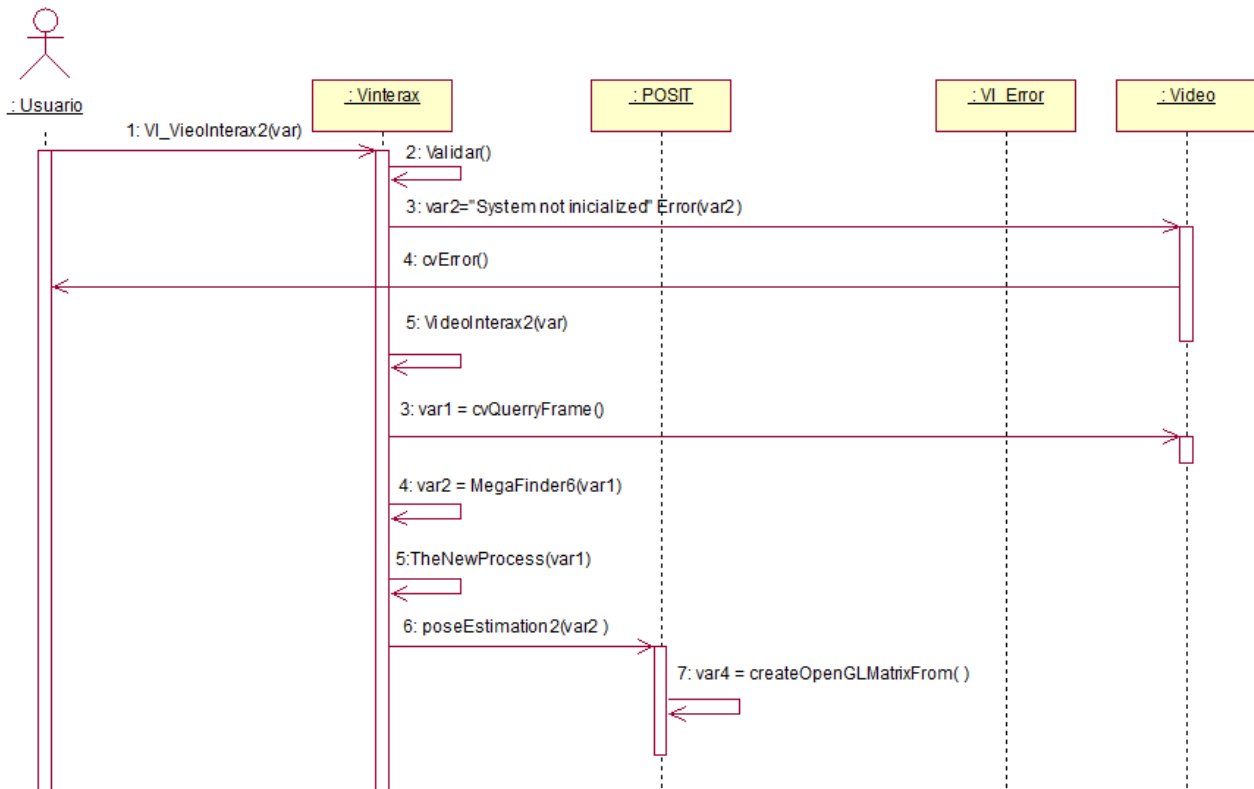 : Usuario
: Vinterax
: POSIT
: VI_Error
: Video
1: VI_VieoInterax2(var)
2: Validar()
3: var2="System not inicialized" Error(var2 )
4: cvError()
5: VideoInterax2(var)
3: var1 = cvQuerryFrame()
4: var2 = MegaFinder6(var1)
5:TheNewProcess(var1)
6: poseEstimation2(var2 )
7: var4 = createOpenGLMatrixFrom( )